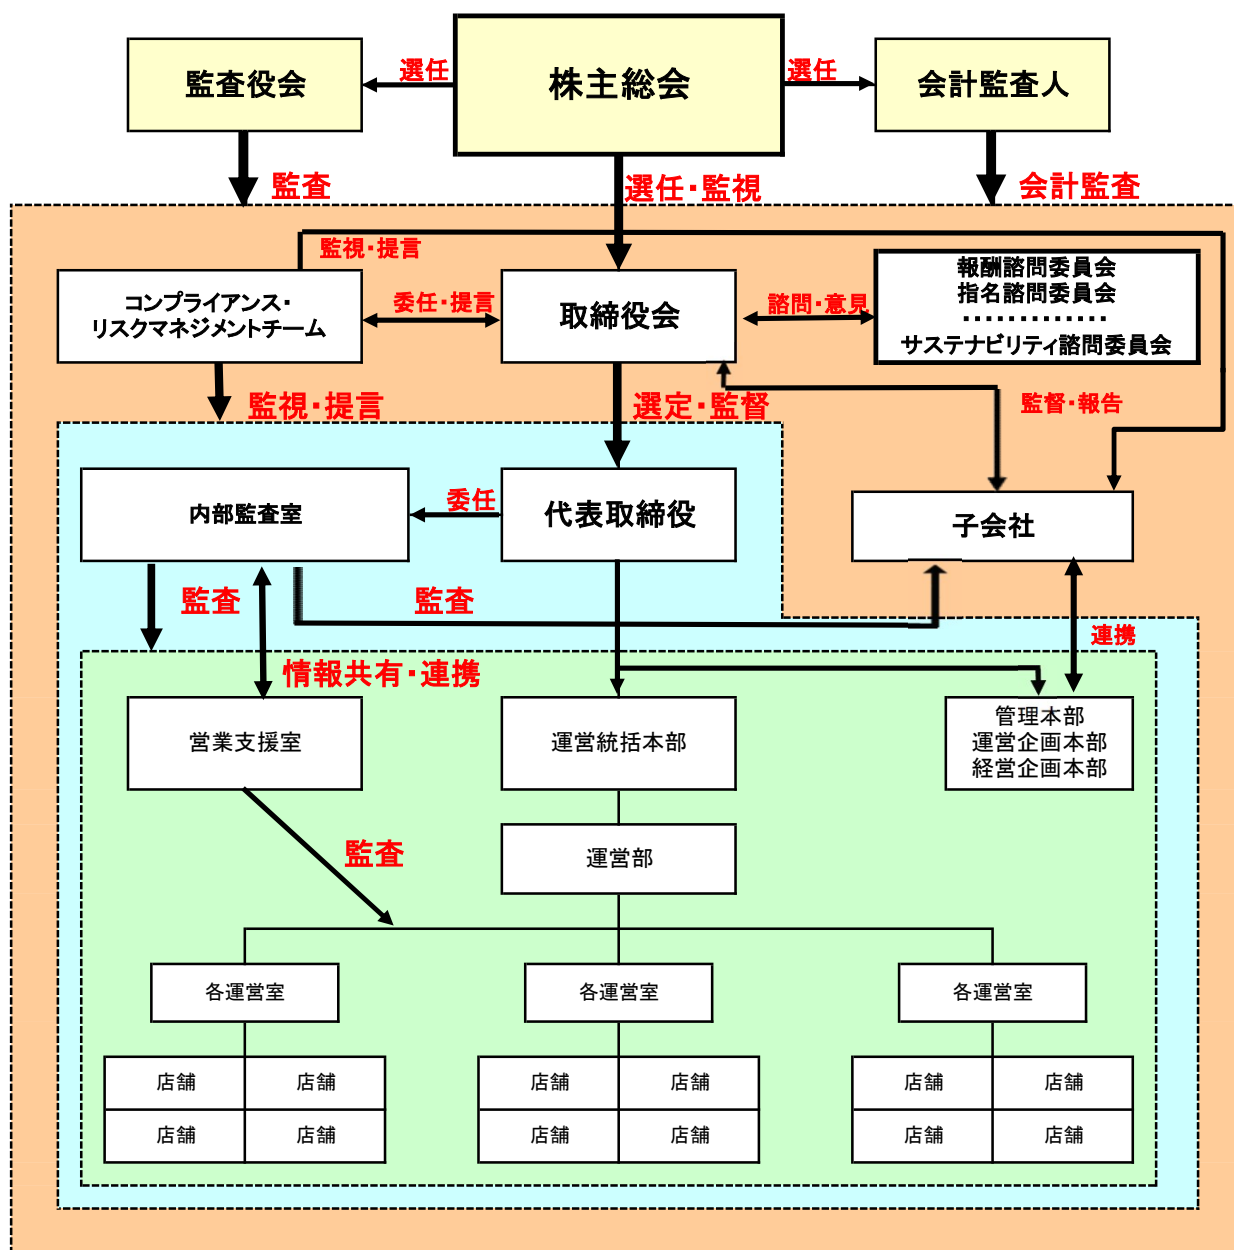 監査役会
選任
株主総会
選任
会計監査人
監査
選任・監視
会計監査
監視・提言
コンプライアンス・
リスクマネジメントチーム
委任・提言
取締役会
諮問・意見
報酬諮問委員会
指名諮問委員会
・・・・・・・・・・・・・
サステナビリティ諮問委員会
監視・提言
選定・監督
監督・報告
内部監査室
委任
代表取締役
子会社
監査
監査
連携
情報共有・連携
営業支援室
運営統括本部
管理本部
運営企画本部
経営企画本部
監査
運営部
各運営室
各運営室
各運営室
店舗
店舗
店舗
店舗
店舗
店舗
店舗
店舗
店舗
店舗
店舗
店舗